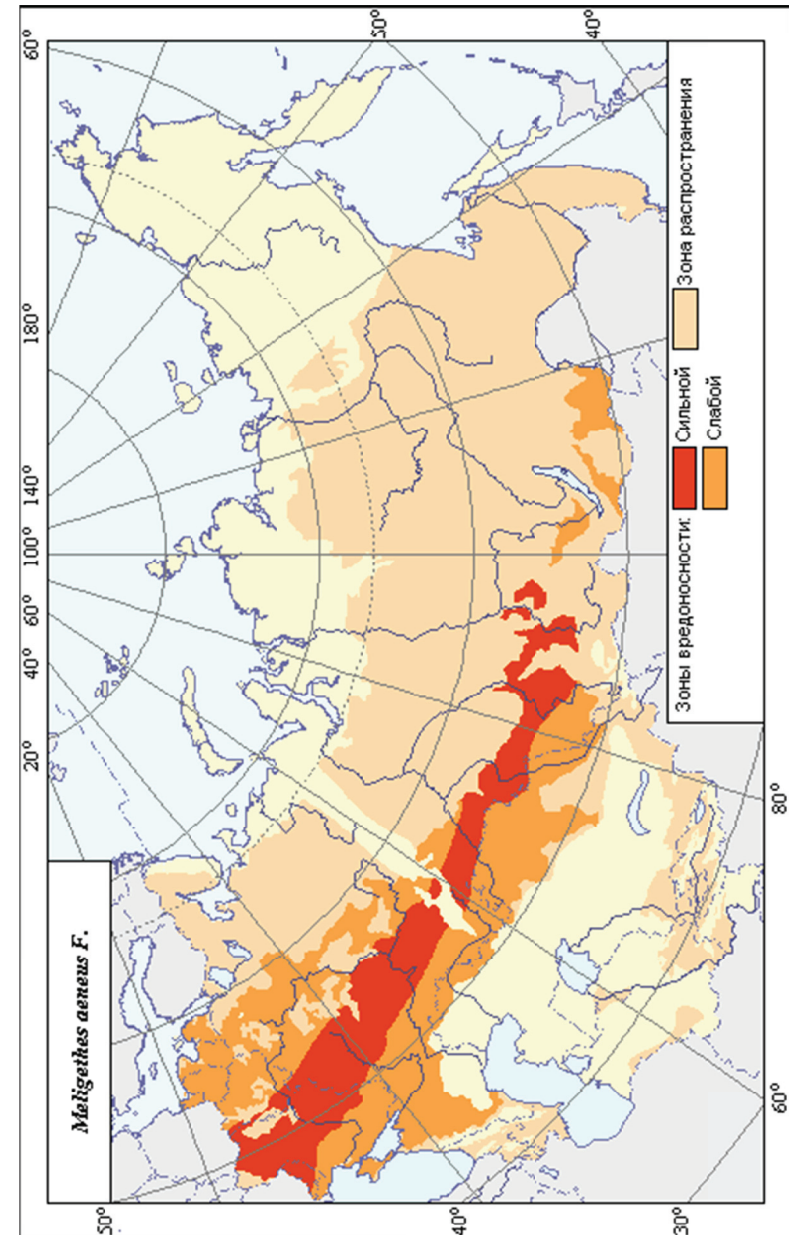 Meligethes aeneus F.
20°
40°
60°
100°
140°
180°
60°
50°
40°
50°
40°
30°
60°
80°
Зоны вредоносности:
Сильной
Слабой
Зона распространения